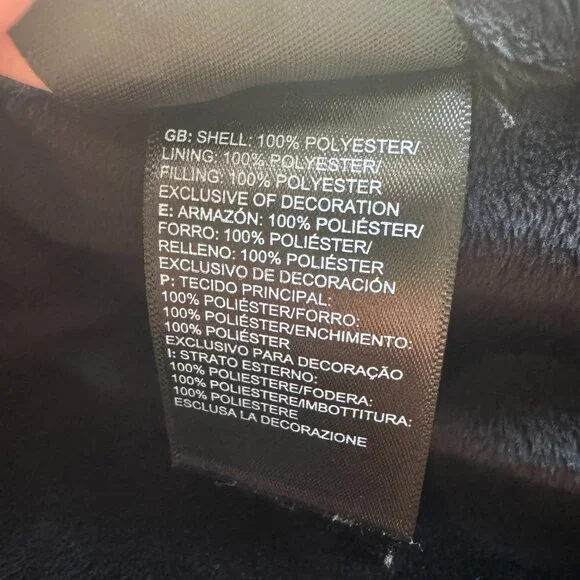 GB: SHELL: 100% POLYESTER/
LINING: 100% POLYESTER/
FILLING: 100% POLYESTER
EXCLUSIVE OF DECORATION
E: ARMAZÓN: 100% POLIÉSTER/
FORRO: 100% POLIÉSTER/
RELLENO: 100% POLIÉSTER
EXCLUSIVO DE DECORACIÓN
P: TECIDO PRINCIPAL:
100% POLIÉSTER/FORRO:
100% POLIÉSTER/ENCHIMENTO:
100% POLIÉSTER
EXCLUSIVO PARA DECORAÇÃO
I: STRATO ESTERNO:
100% POLIESTERE/FODERA:
100% POLIESTERE/IMBOTTITURA:
100% POLIESTERE
ESCLUSA LA DECORAZIONE